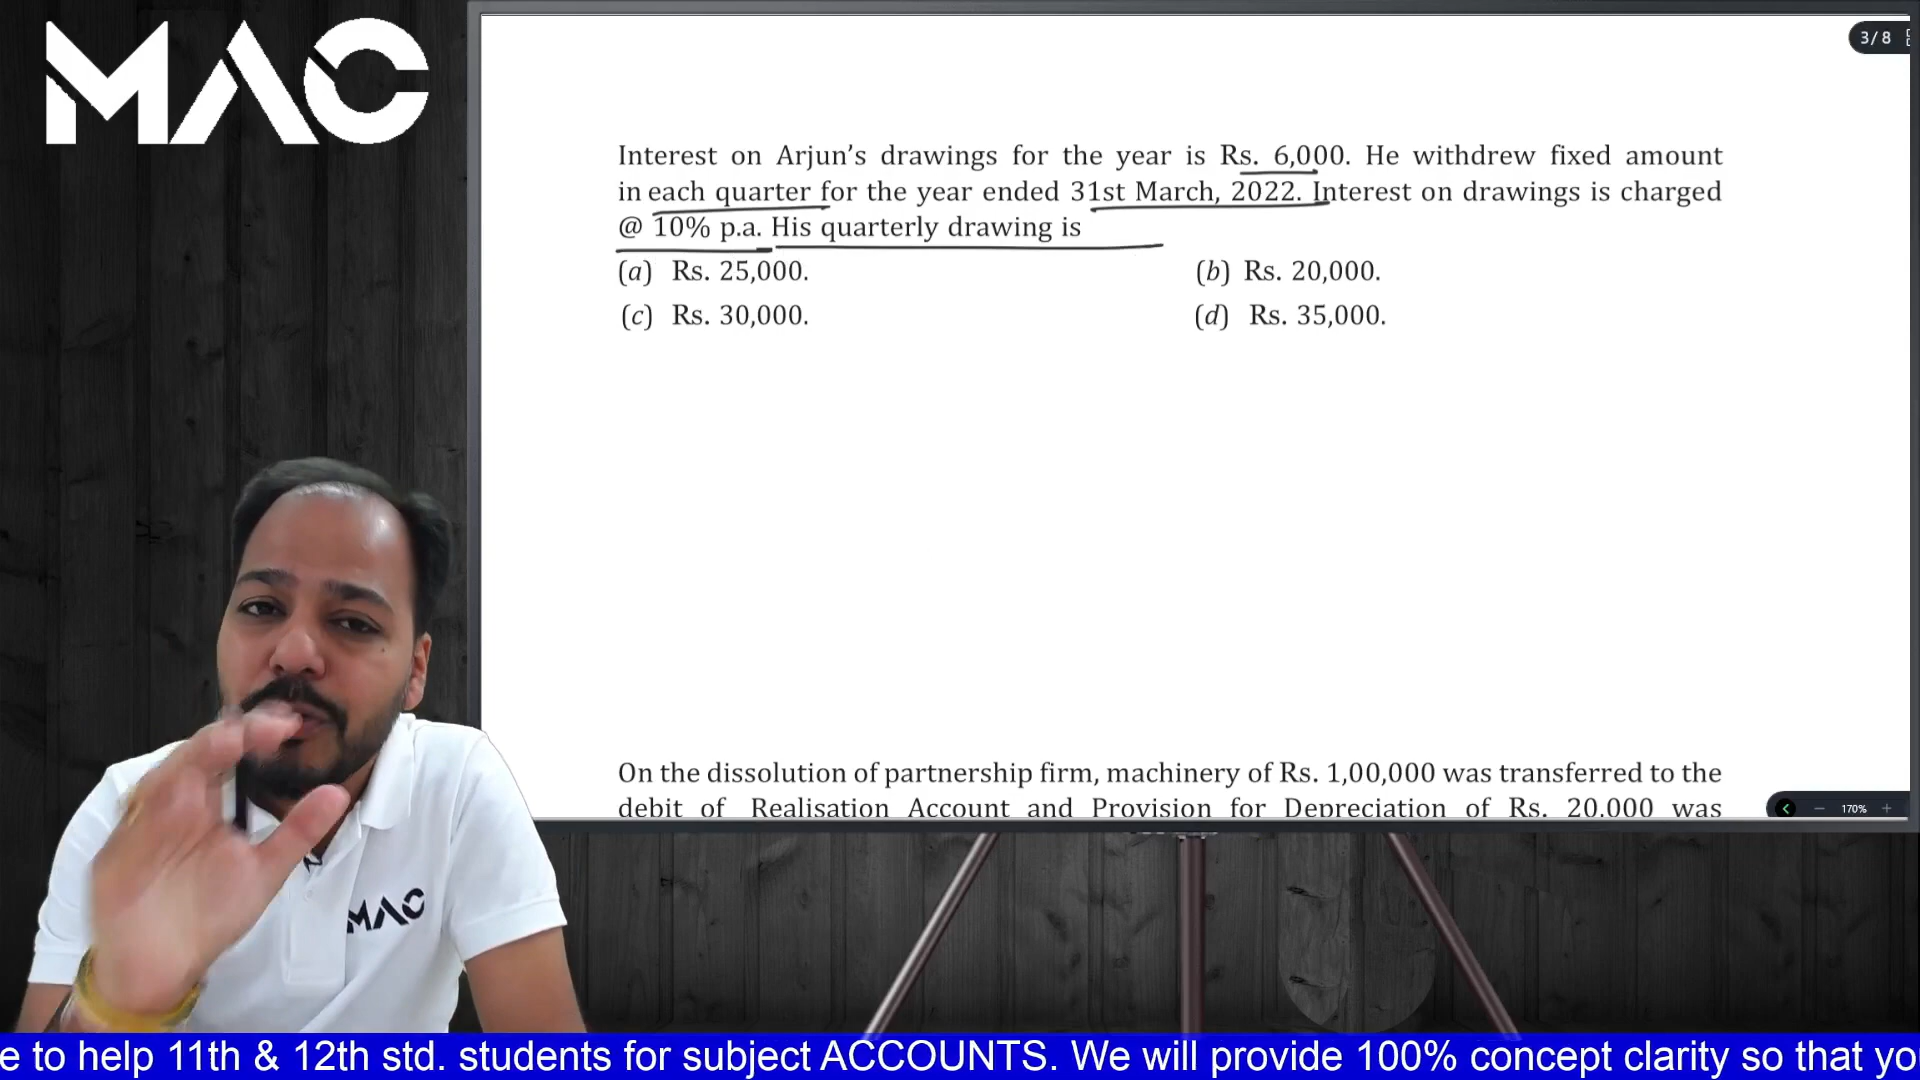 MAC
3/8
Interest on Arjun’s drawings for the year is Rs. 6,000. He withdrew fixed amount
in each quarter for the year ended 31st March, 2022. Interest on drawings is charged
@ 10% p.a. His quarterly drawing is
(a) Rs. 25,000. (b) Rs. 20,000.
(c) Rs. 30,000. (d) Rs. 35,000.
On the dissolution of partnership firm, machinery of Rs. 1,00,000 was transferred to the
debit of Realisation Account and Provision for Depreciation of Rs. 20,000 was
170%
MAC
e to help 11th & 12th std. students for subject ACCOUNTS. We will provide 100% concept clarity so that yo